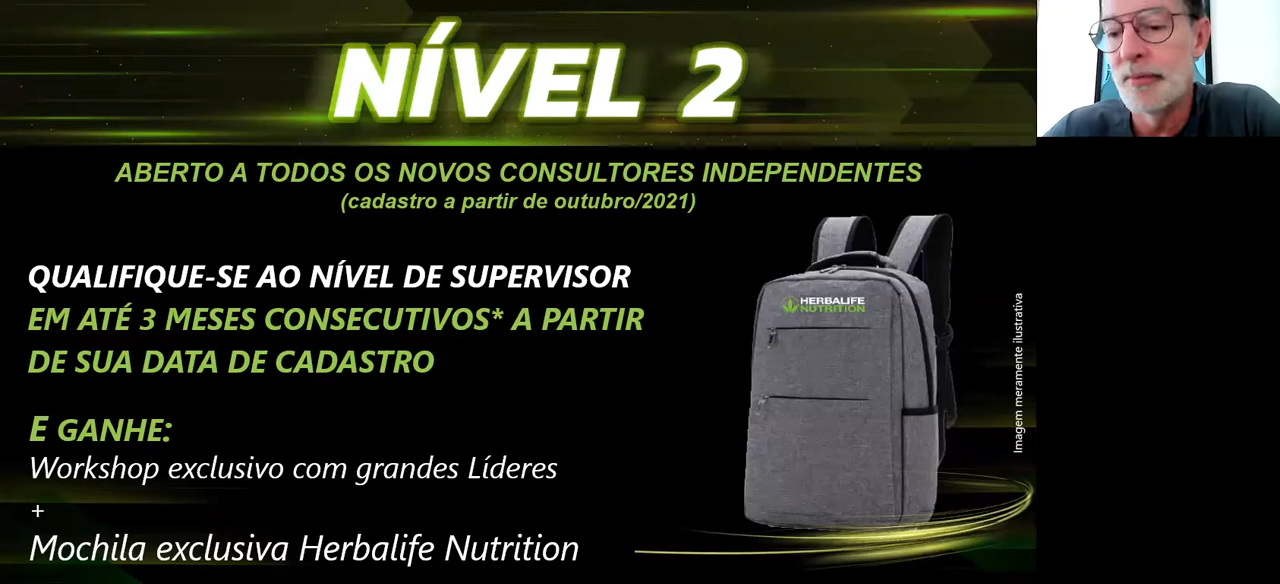 NÍVEL 2
ABERTO A TODOS OS NOVOS CONSULTORES INDEPENDENTES
(cadastro a partir de outubro/2021)
QUALIFIQUE-SE AO NÍVEL DE SUPERVISOR
EM ATÉ 3 MESES CONSECUTIVOS* A PARTIR
DE SUA DATA DE CADASTRO
E GANHE:
Workshop exclusivo com grandes Líderes
+
Mochila exclusiva Herbalife Nutrition
HERBALIFE
NUTRITION
Imagem meramente ilustrativa